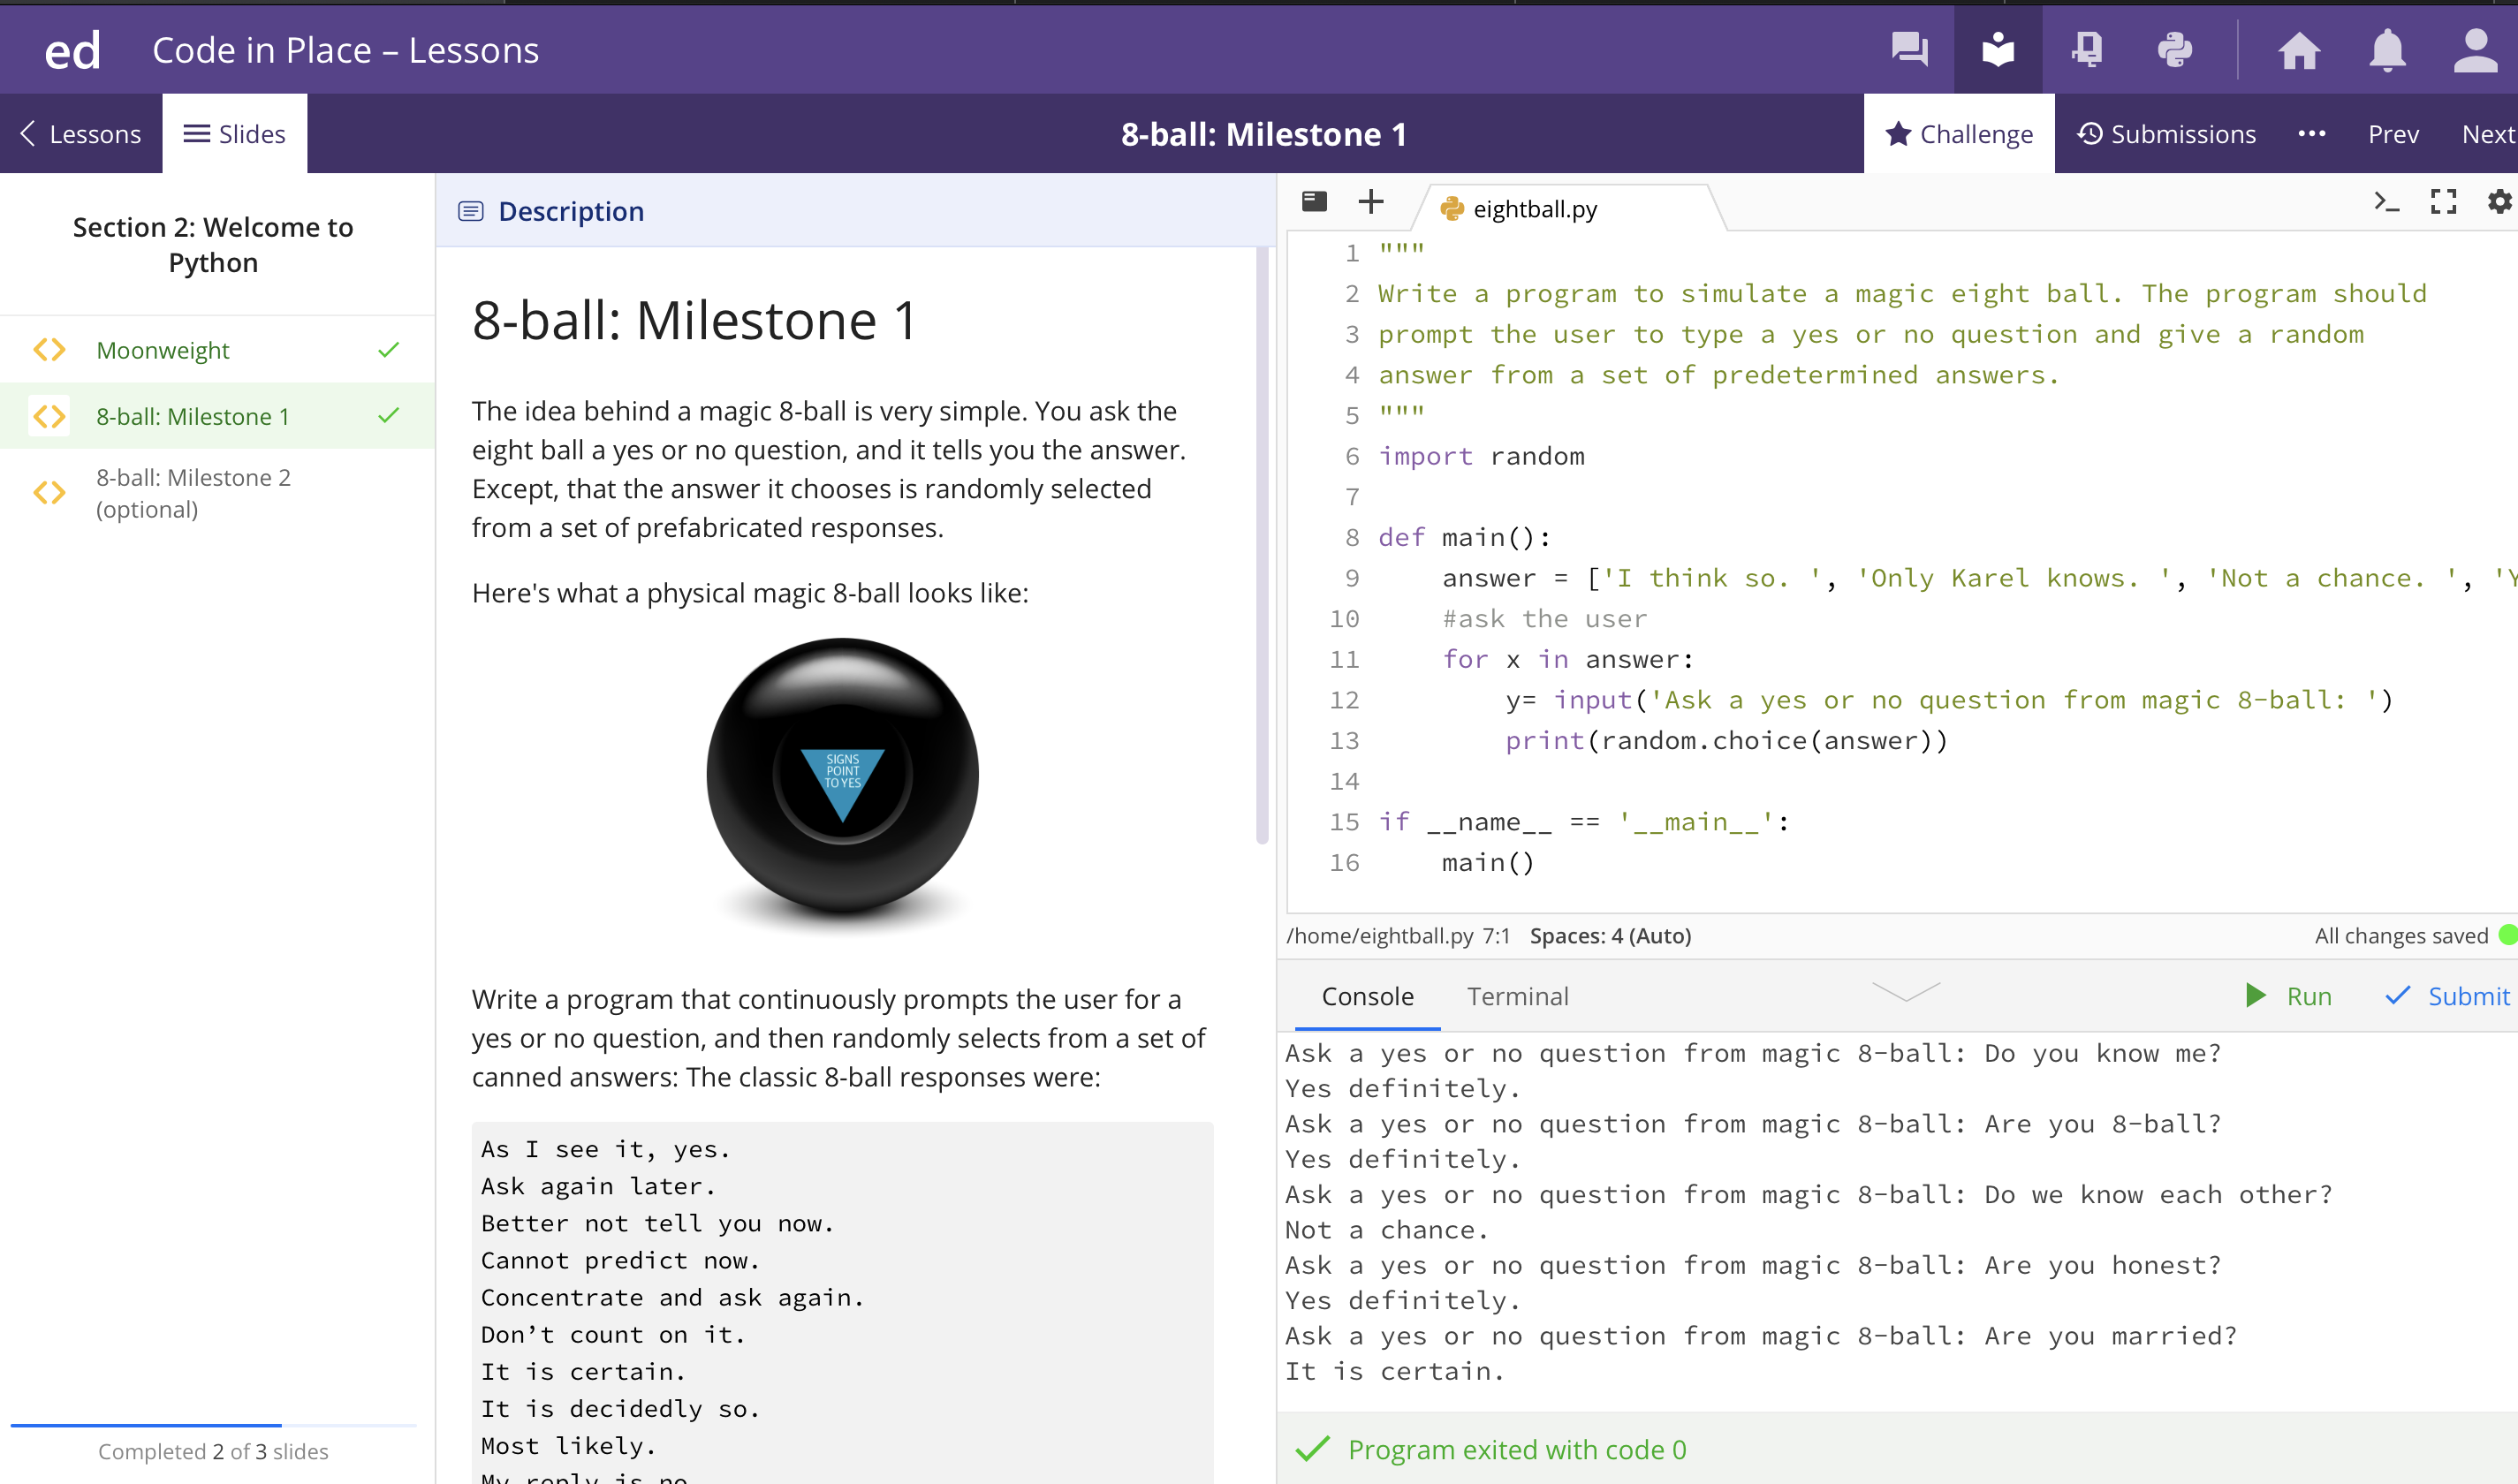 ed Code in Place – Lessons
Lessons Slides 8-ball: Milestone 1 Challenge Submissions ••• Prev Next
Section 2: Welcome to
Python
Moonweight
8-ball: Milestone 1
8-ball: Milestone 2
(optional)
Completed 2 of 3 slides
Description
8-ball: Milestone 1
The idea behind a magic 8-ball is very simple. You ask the
eight ball a yes or no question, and it tells you the answer.
Except, that the answer it chooses is randomly selected
from a set of prefabricated responses.
Here's what a physical magic 8-ball looks like:
SIGNS
POINT
TO YES
Write a program that continuously prompts the user for a
yes or no question, and then randomly selects from a set of
canned answers: The classic 8-ball responses were:
As I see it, yes.
Ask again later.
Better not tell you now.
Cannot predict now.
Concentrate and ask again.
Don’t count on it.
It is certain.
It is decidedly so.
Most likely.
My reply is no
eightball.py
1 """
2 Write a program to simulate a magic eight ball. The program should
3 prompt the user to type a yes or no question and give a random
4 answer from a set of predetermined answers.
5 """
6 import random
7
8 def main():
9     answer = ['I think so. ', 'Only Karel knows. ', 'Not a chance. ', 'Y
10     #ask the user
11     for x in answer:
12         y= input('Ask a yes or no question from magic 8-ball: ')
13         print(random.choice(answer))
14
15 if __name__ == '__main__':
16     main()
/home/eightball.py 7:1 Spaces: 4 (Auto) All changes saved
Console Terminal Run Submit
Ask a yes or no question from magic 8-ball: Do you know me?
Yes definitely.
Ask a yes or no question from magic 8-ball: Are you 8-ball?
Yes definitely.
Ask a yes or no question from magic 8-ball: Do we know each other?
Not a chance.
Ask a yes or no question from magic 8-ball: Are you honest?
Yes definitely.
Ask a yes or no question from magic 8-ball: Are you married?
It is certain.
Program exited with code 0